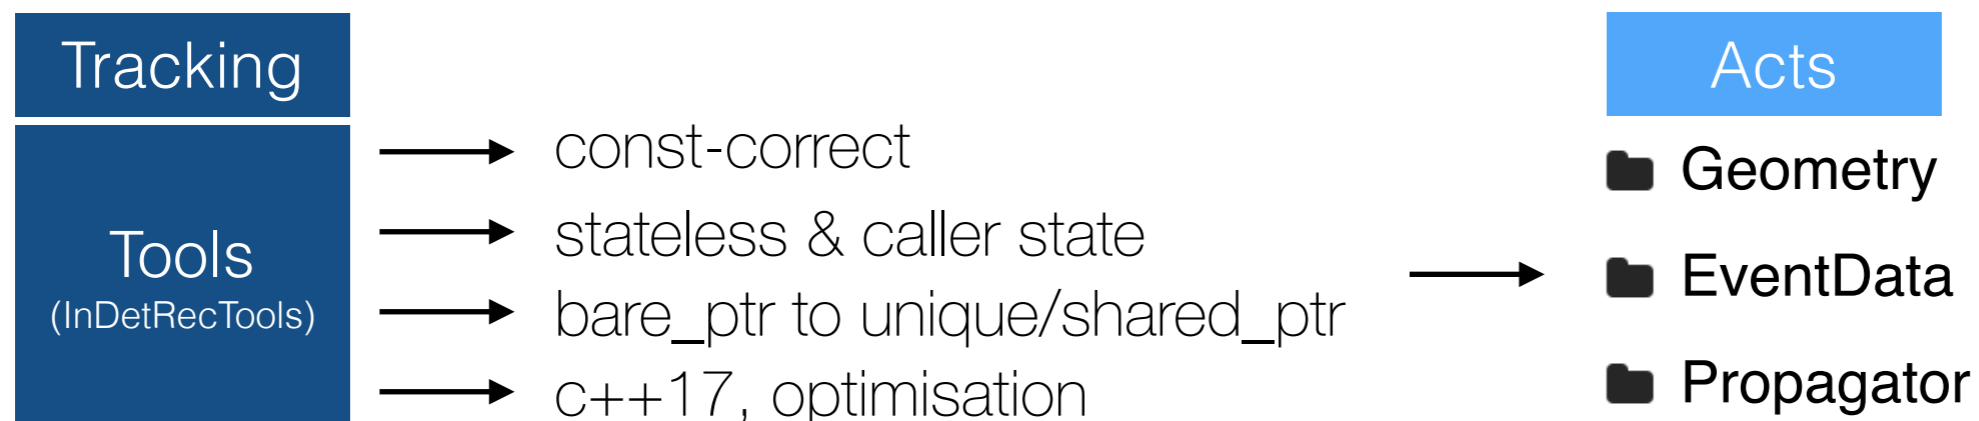 Tracking
Tools
(InDetRecTools)
const-correct
stateless & caller state
bare_ptr to unique/shared_ptr
c++17, optimisation
Acts
Geometry
EventData
Propagator